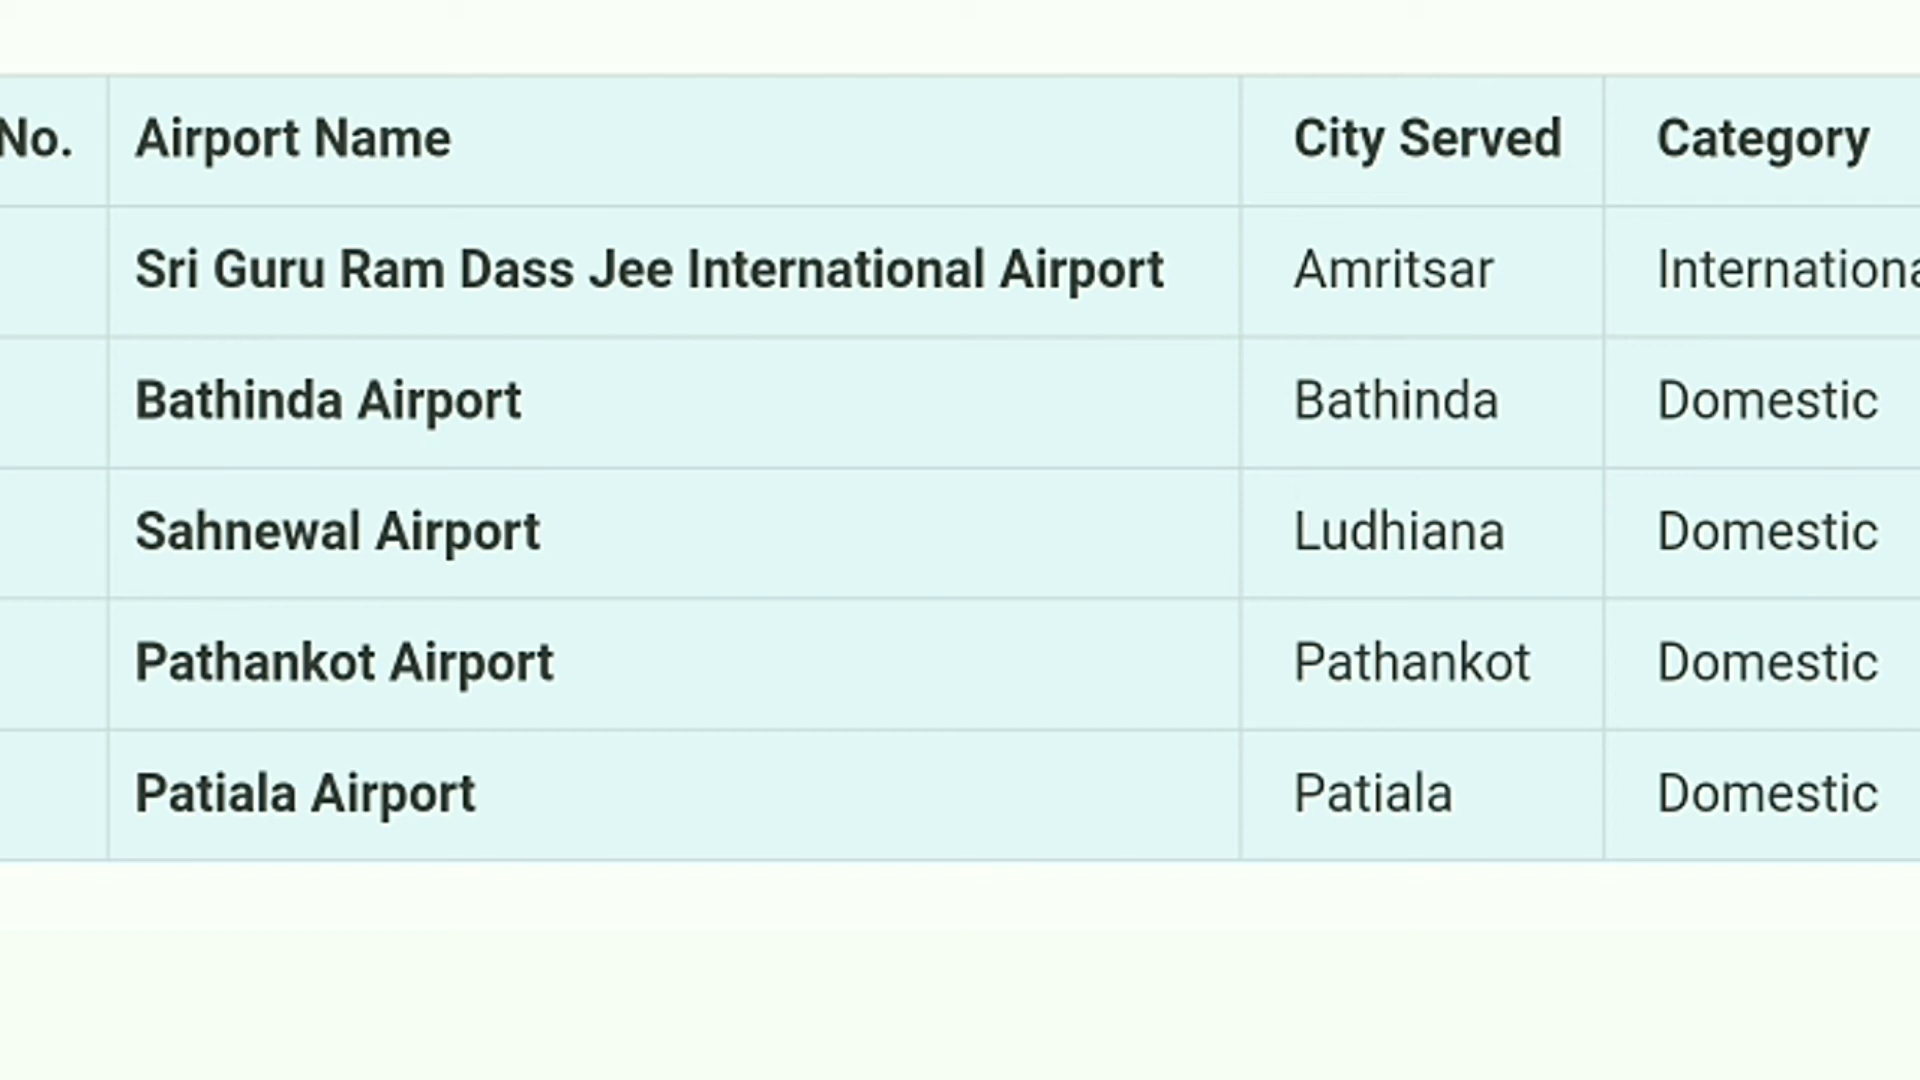 No. Airport Name City Served Category
Sri Guru Ram Dass Jee International Airport Amritsar Internationa
Bathinda Airport Bathinda Domestic
Sahnewal Airport Ludhiana Domestic
Pathankot Airport Pathankot Domestic
Patiala Airport Patiala Domestic